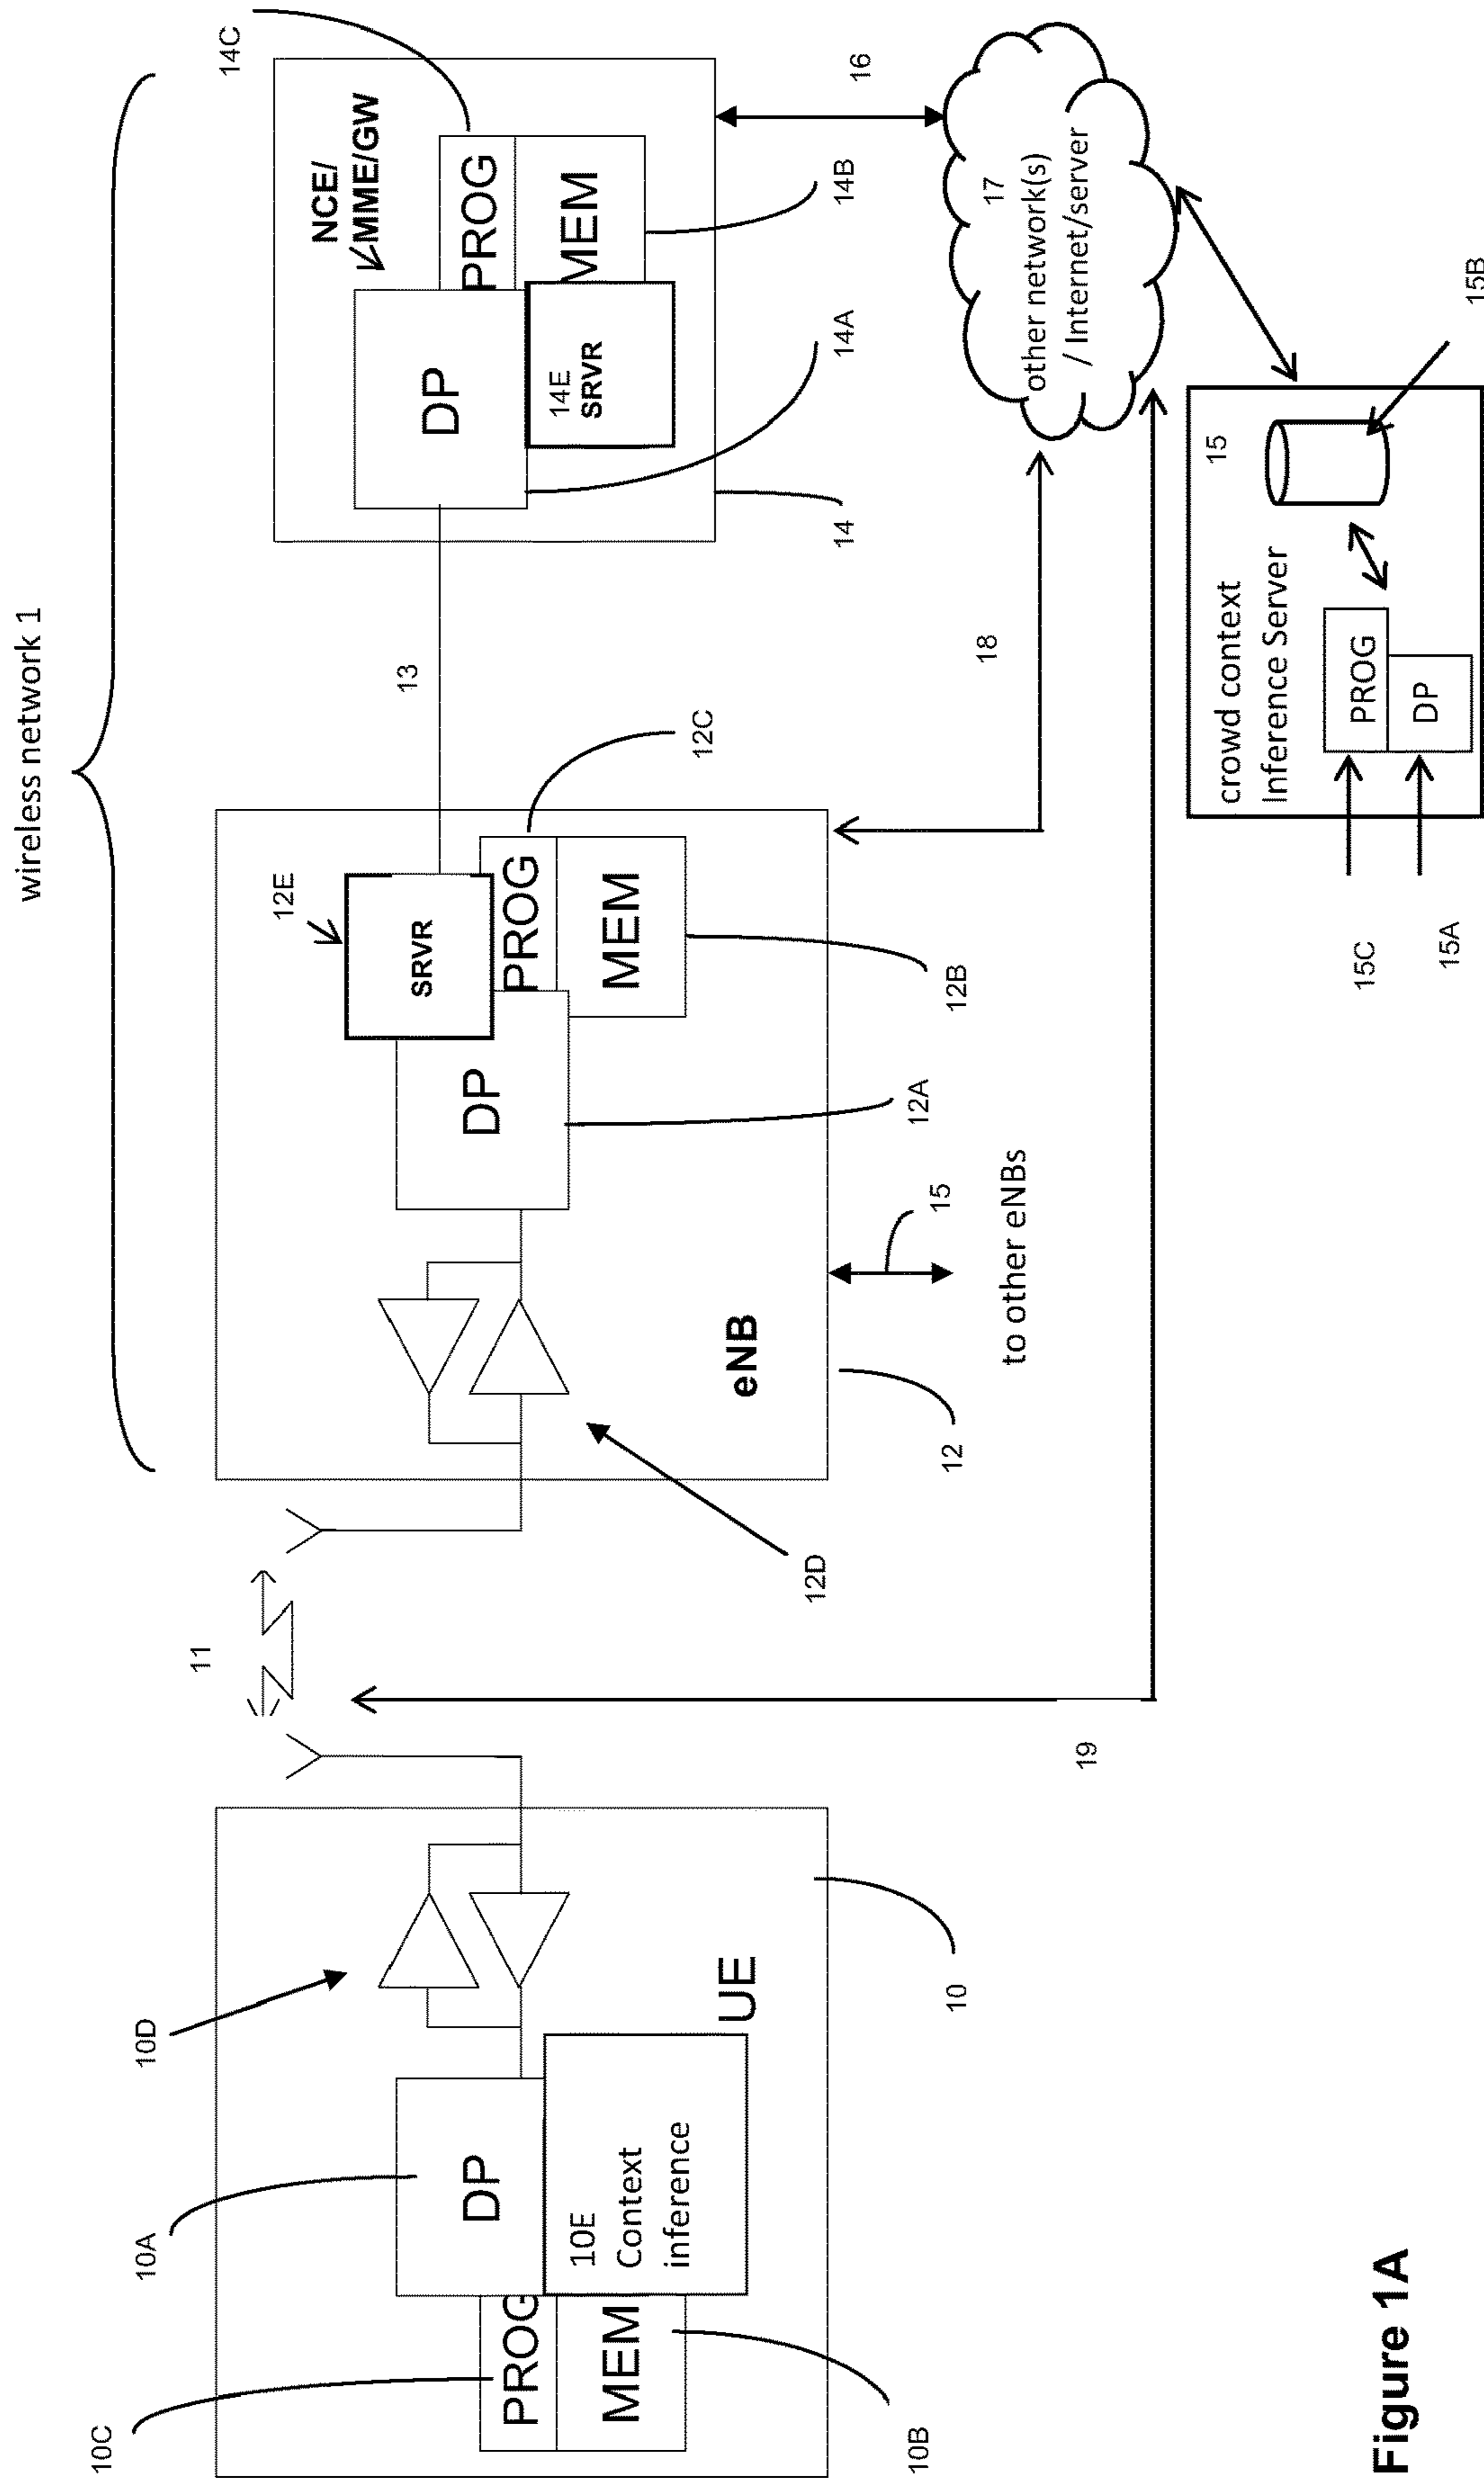 wireless network 1
10C
10A
10D
11
12E
13
14C
PROG
MEM
DP
10E
Context
inference
UE
10B
10
DP
SRVR
PROG
MEM
eNB
12D
12
12A
12B
12C
15
to other eNBs
NCE/
MME/GW
DP
PROG
MEM
14E
SRVR
14
14A
14B
16
18
19
17
other network(s)
/ Internet/server
crowd context
Inference Server
15
PROG
DP
15C
15A
15B
Figure 1A